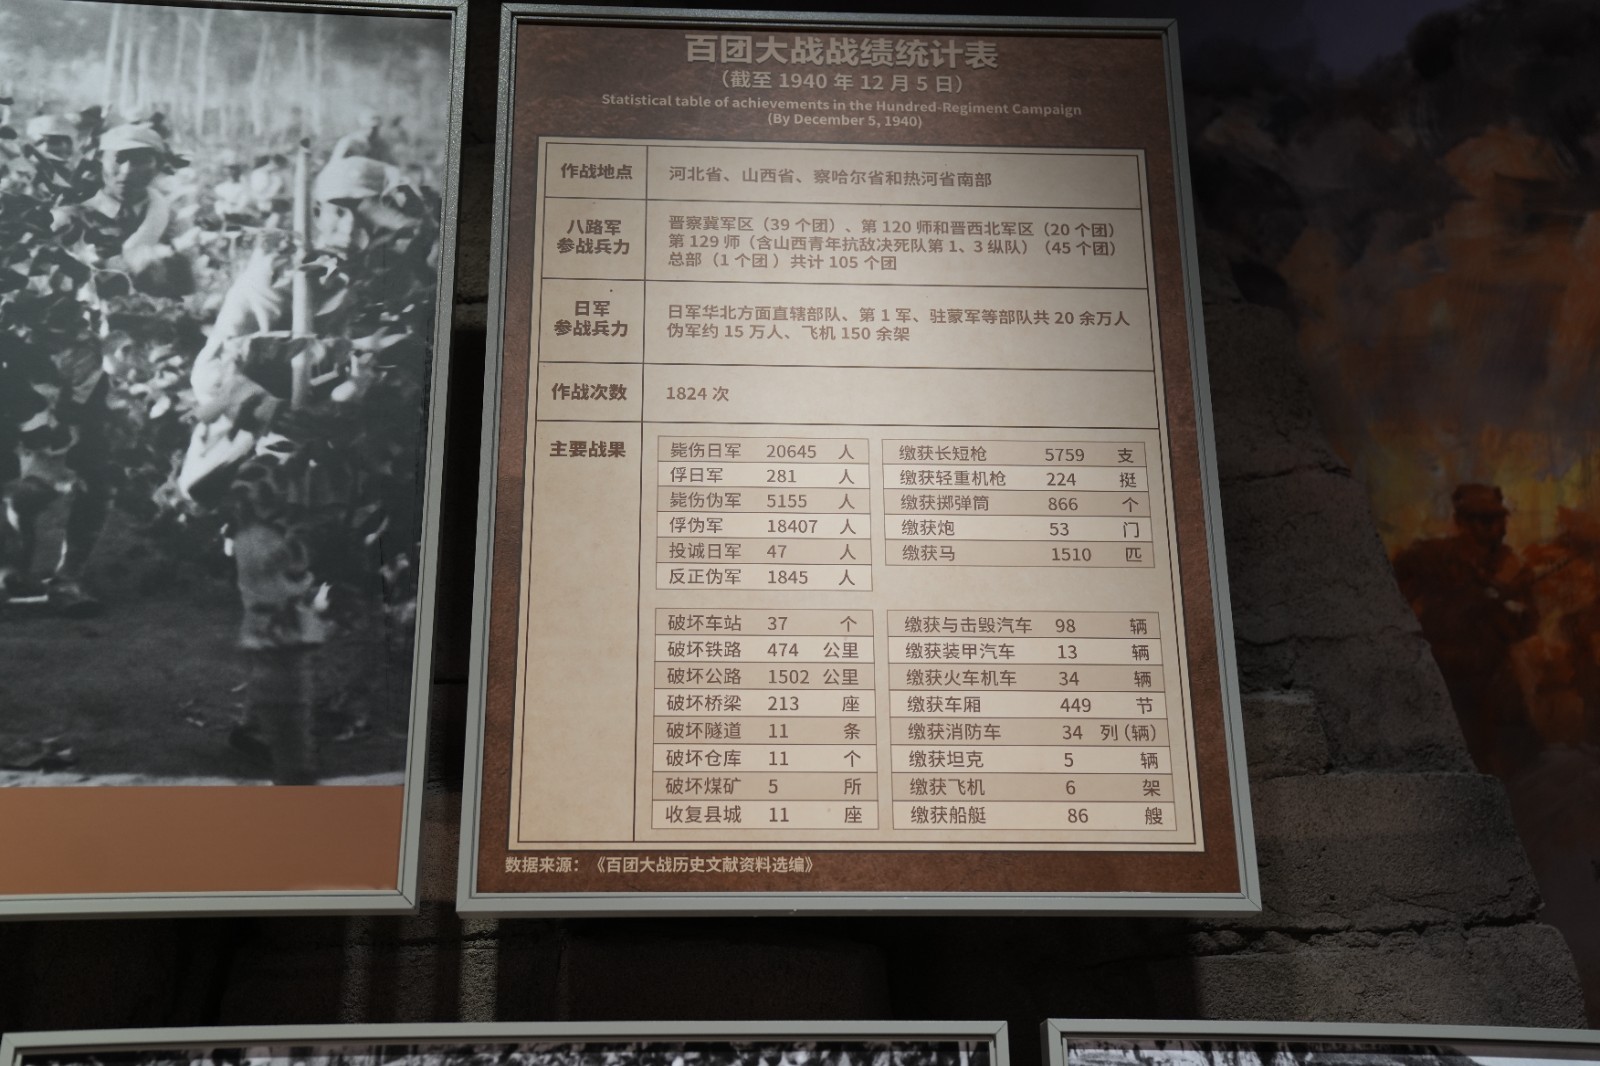 百团大战战绩统计表
（截至 1940 年 12 月 5 日）
Statistical table of achievements in the Hundred-Regiment Campaign
(By December 5, 1940)
作战地点
河北省、山西省、察哈尔省和热河省南部
八路军
参战兵力
晋察冀军区（39 个团）、第 120 师和晋西北军区（20 个团）
第 129 师（含山西青年抗敌决死队第 1、3 纵队）（45 个团）
总部（1 个团 ）共计 105 个团
日军
参战兵力
日军华北方面直辖部队、第 1 军、驻蒙军等部队共 20 余万人
伪军约 15 万人、飞机 150 余架
作战次数
1824 次
主要战果
毙伤日军 20645 人
俘日军 281 人
毙伤伪军 5155 人
俘伪军 18407 人
投诚日军 47 人
反正伪军 1845 人
缴获长短枪 5759 支
缴获轻重机枪 224 挺
缴获掷弹筒 866 个
缴获炮 53 门
缴获马 1510 匹
破坏车站 37 个
破坏铁路 474 公里
破坏公路 1502 公里
破坏桥梁 213 座
破坏隧道 11 条
破坏仓库 11 个
破坏煤矿 5 所
收复县城 11 座
缴获与击毁汽车 98 辆
缴获装甲汽车 13 辆
缴获火车机车 34 辆
缴获车厢 449 节
缴获消防车 34 列（辆）
缴获坦克 5 辆
缴获飞机 6 架
缴获船艇 86 艘
数据来源：《百团大战历史文献资料选编》